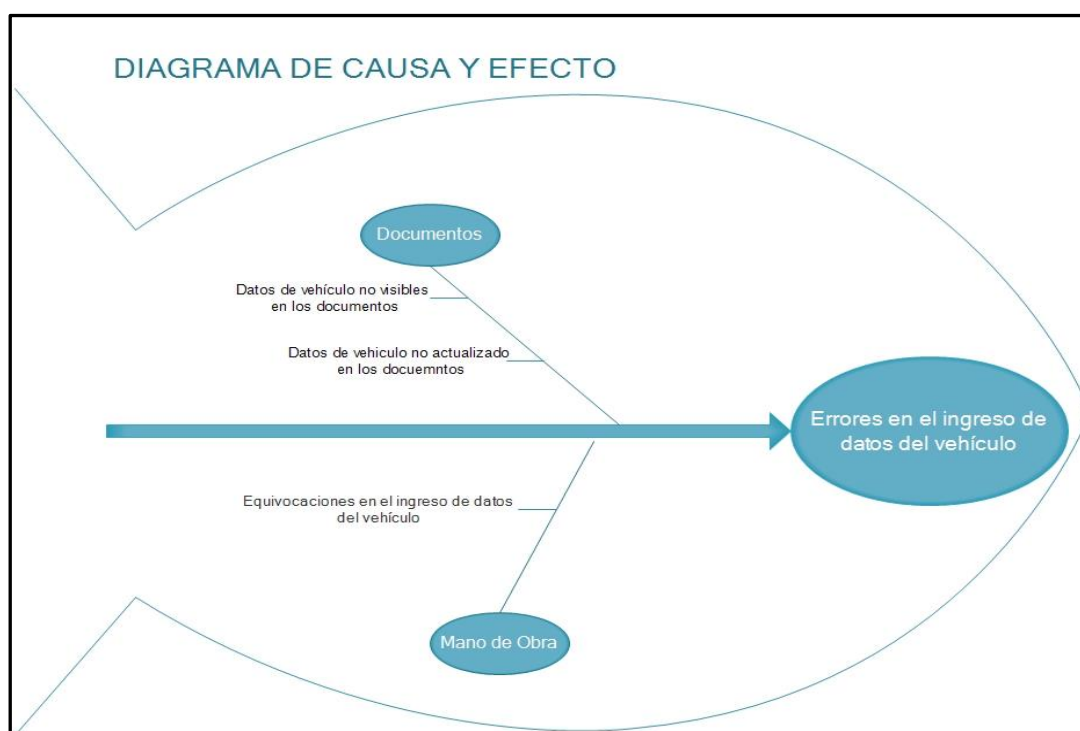 DIAGRAMA DE CAUSA Y EFECTO
Documentos
Datos de vehículo no visibles
en los documentos
Datos de vehiculo no actualizado
en los docuemntos
Errores en el ingreso de
datos del vehículo
Equivocaciones en el ingreso de datos
del vehículo
Mano de Obra